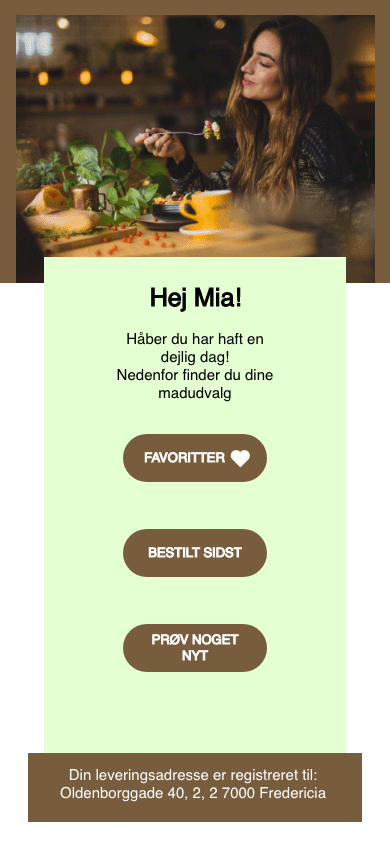 Hej Mia!
Håber du har haft en
dejlig dag!
Nedenfor finder du dine
madudvalg
FAVORITTER
BESTILT SIDST
PRØV NOGET
NYT
Din leveringsadresse er registreret til:
Oldenborggade 40, 2, 2 7000 Fredericia